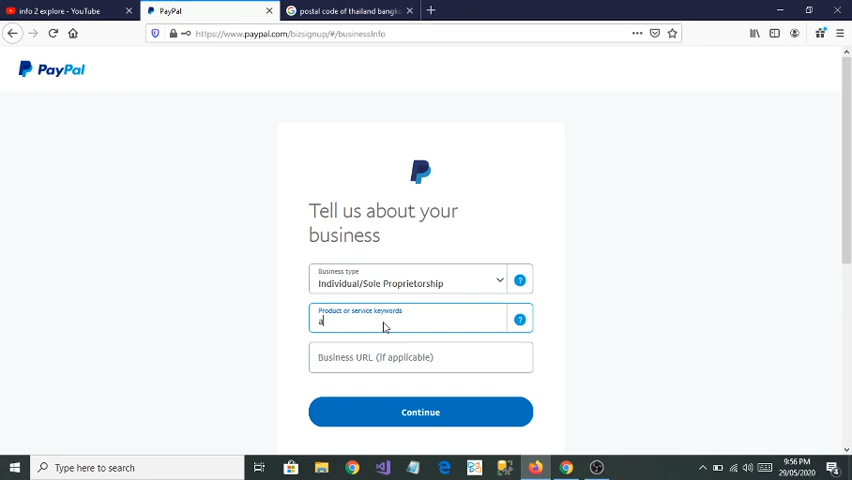 info 2 explore - YouTube
PayPal
postal code of thailand bangko
https://www.paypal.com/bizsignup/#/businessInfo
PayPal
Tell us about your
business
Business type
Individual/Sole Proprietorship
?
Product or service keywords
a
?
Business URL (if applicable)
Continue
Type here to search
9:56 PM
29/05/2020
4